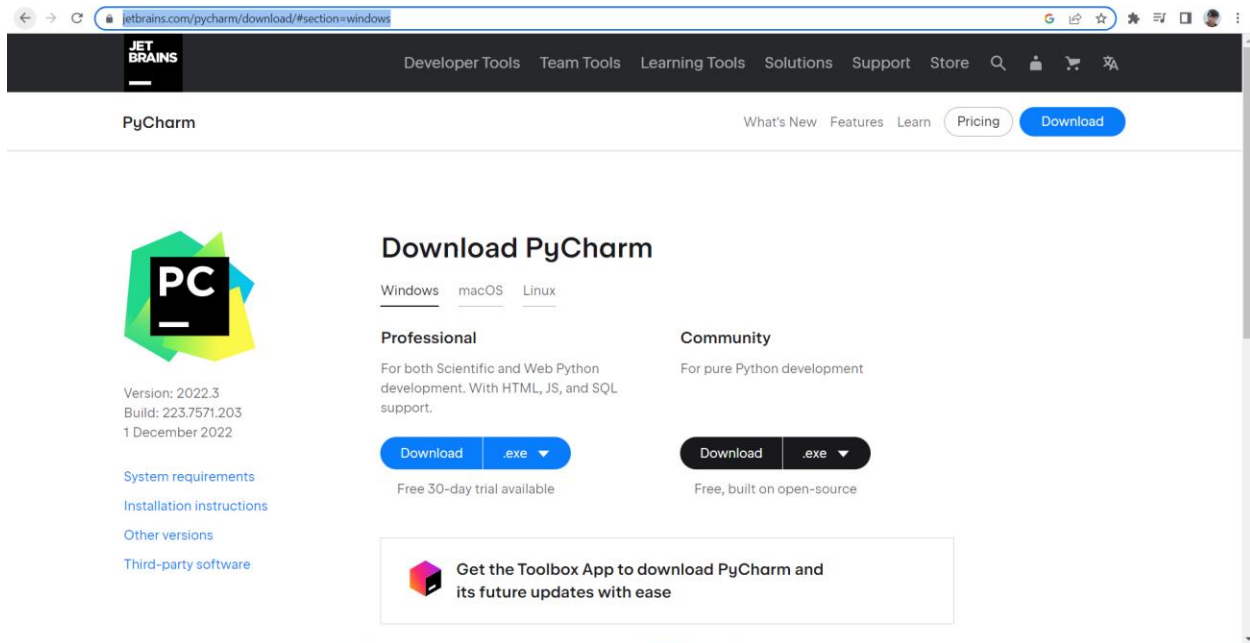 jetbrains.com/pycharm/download/#section=windows
JET
BRAINS
Developer Tools Team Tools Learning Tools Solutions Support Store
PyCharm
What's New Features Learn Pricing Download
PC
Version: 2022.3
Build: 223.7571.203
1 December 2022
System requirements
Installation instructions
Other versions
Third-party software
Download PyCharm
Windows macOS Linux
Professional
For both Scientific and Web Python
development. With HTML, JS, and SQL
support.
Download .exe
Free 30-day trial available
Community
For pure Python development
Download .exe
Free, built on open-source
Get the Toolbox App to download PyCharm and
its future updates with ease